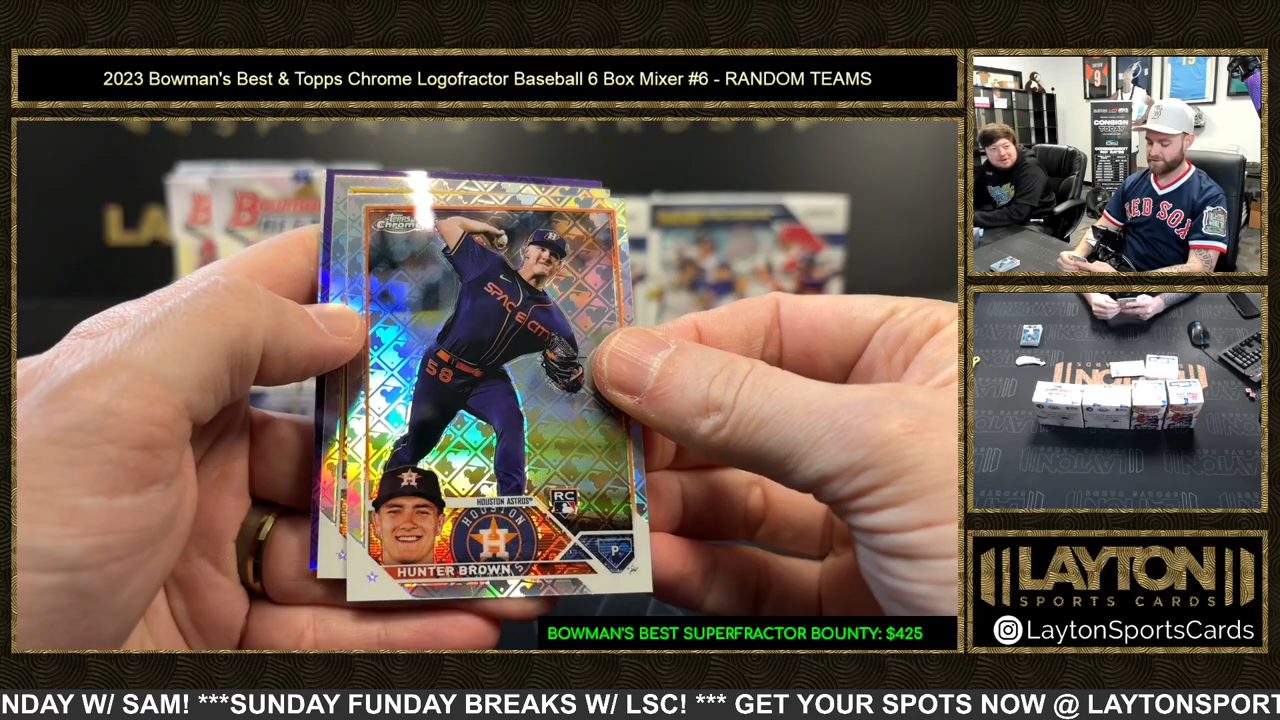 2023 Bowman's Best & Topps Chrome Logofractor Baseball 6 Box Mixer #6 - RANDOM TEAMS
CONSIGN
TODAY
RED SOX
Topps
Chrome
SPACE CITY
58
HOUSTON ASTROS
RC
HOUSTON
H
P
HUNTER BROWN
BOWMAN'S BEST SUPERFRACTOR BOUNTY: $425
LAYTON
SPORTS CARDS
LaytonSportsCards
NDAY W/ SAM! ***SUNDAY FUNDAY BREAKS W/ LSC! *** GET YOUR SPOTS NOW @ LAYTONSPORT